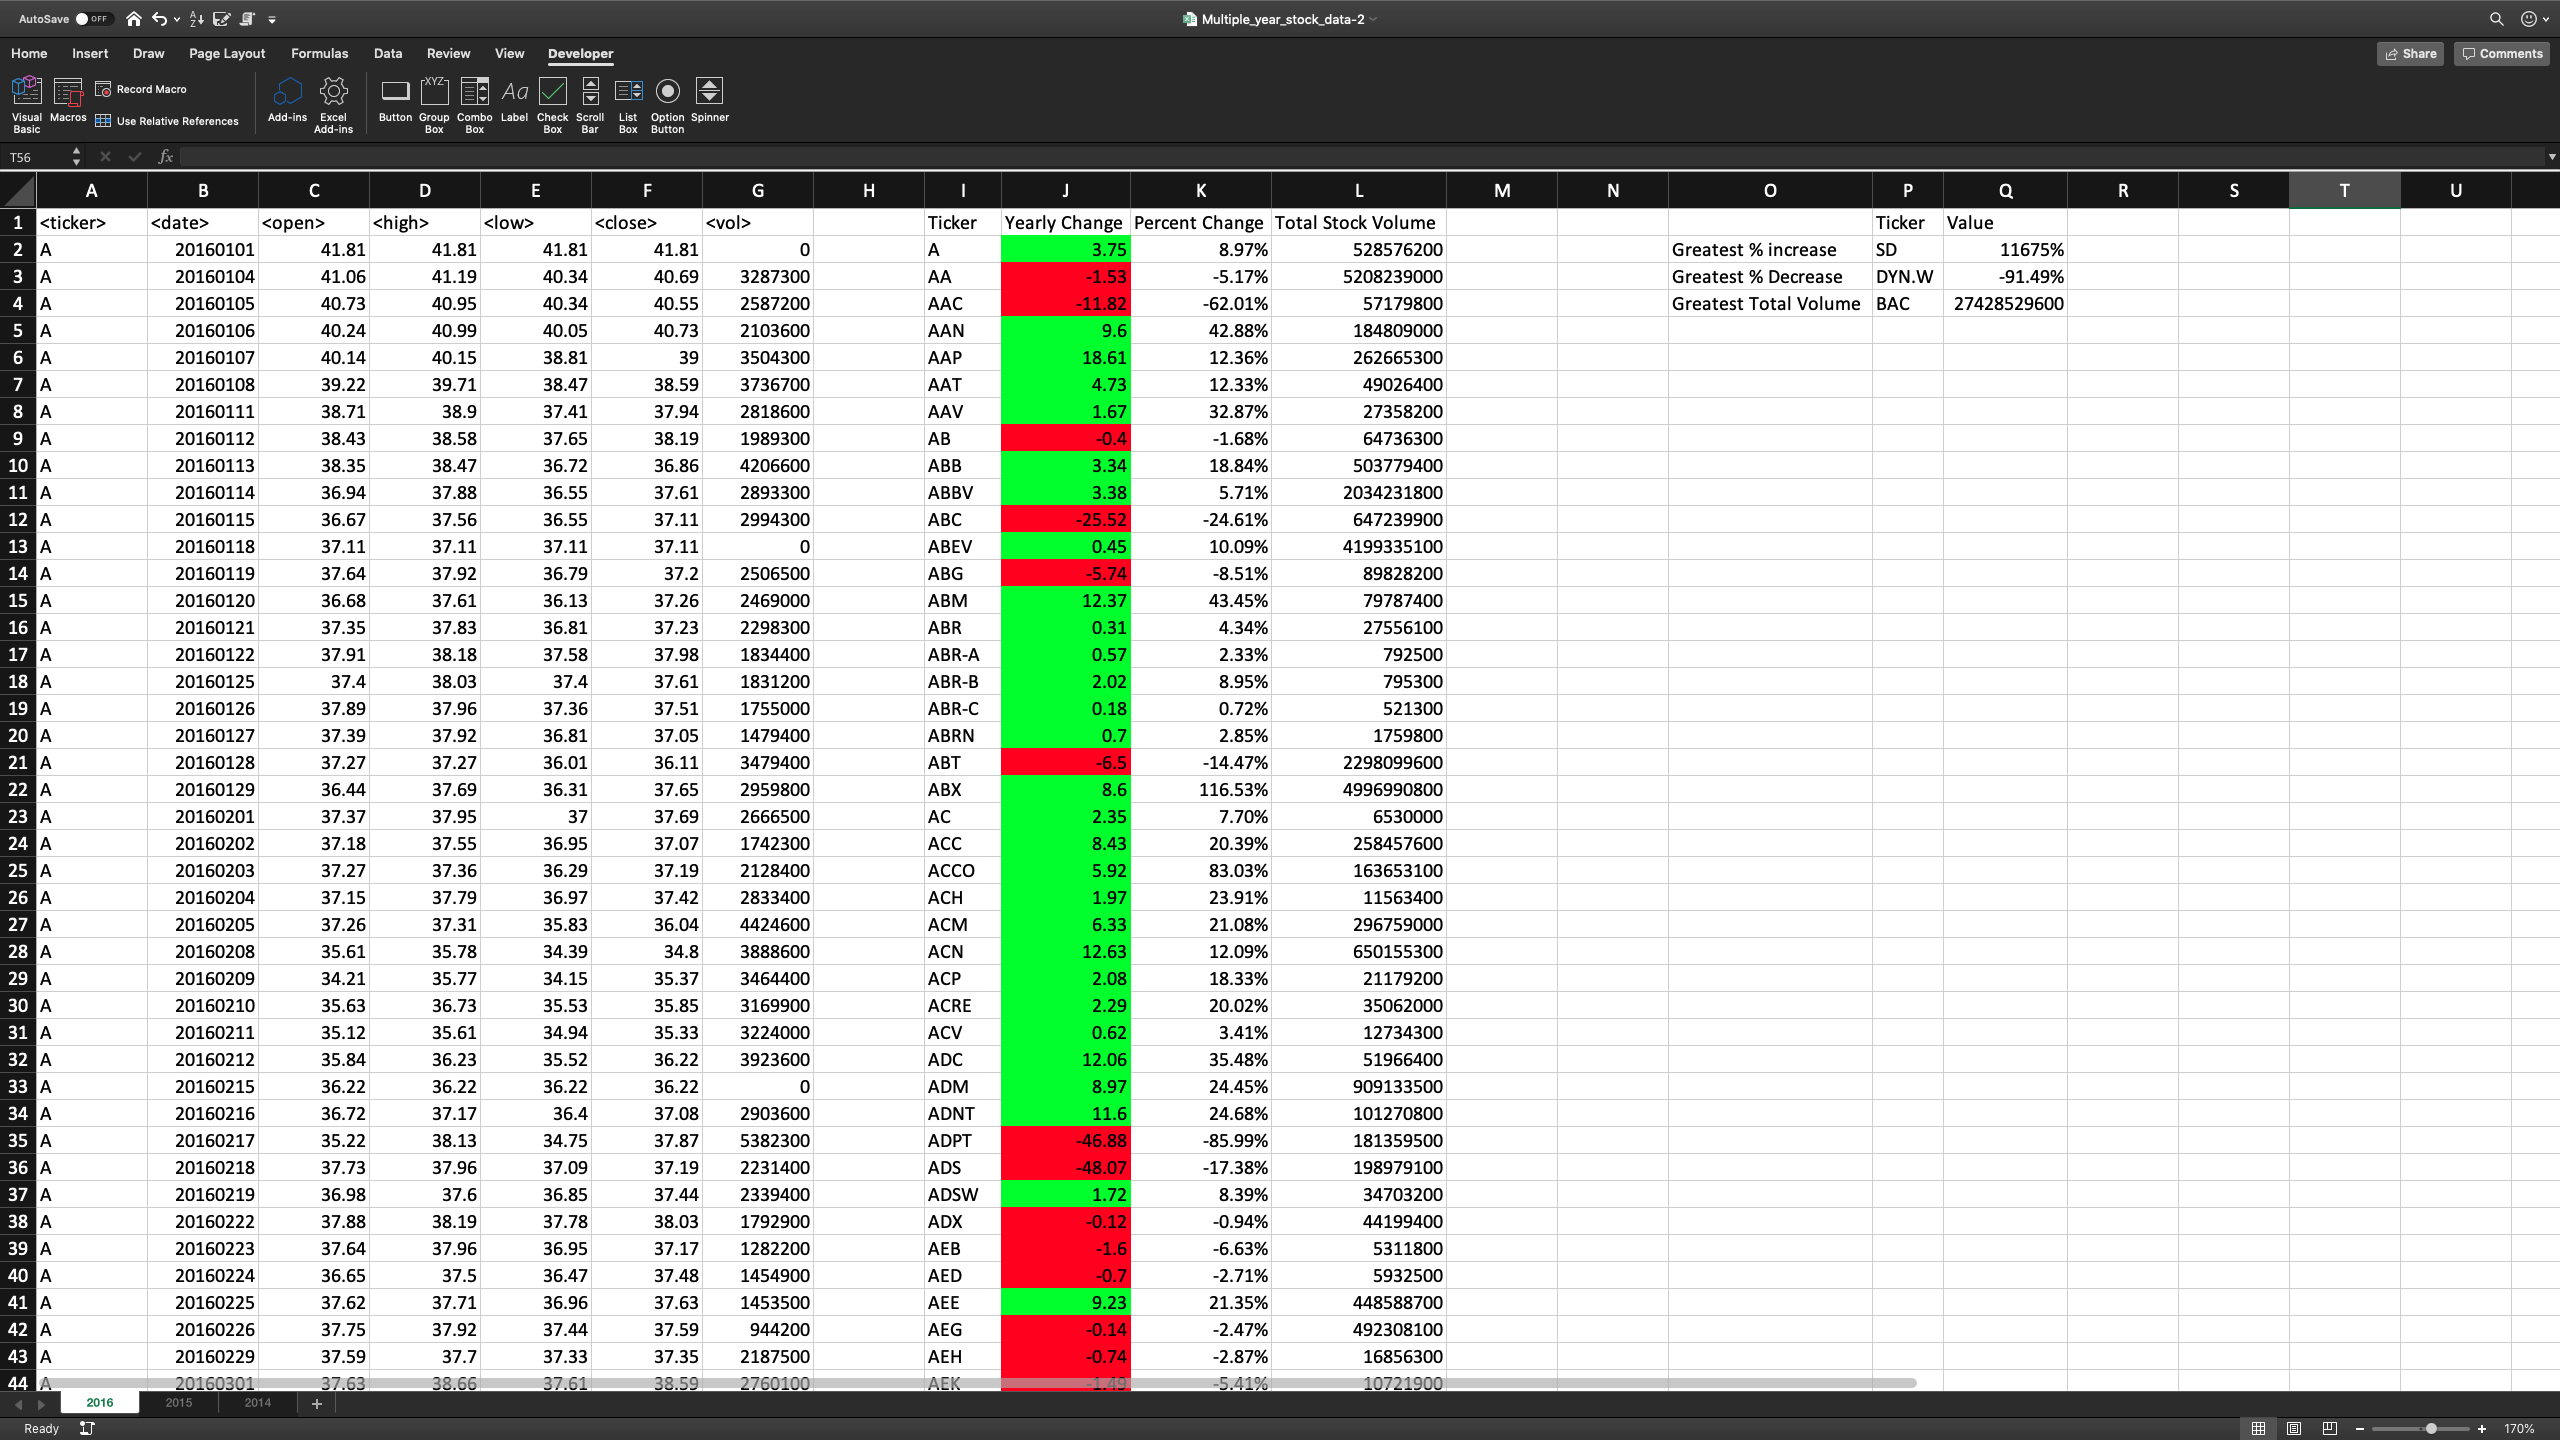 AutoSave OFF Multiple_year_stock_data-2
Home Insert Draw Page Layout Formulas Data Review View Developer Share Comments
Visual Basic Macros Record Macro Use Relative References Add-ins Excel Add-ins Button Group Box Combo Box Label Check Box Scroll Bar List Box Option Button Spinner
T56 fx
A B C D E F G H I J K L M N O P Q R S T U
1 <ticker> <date> <open> <high> <low> <close> <vol> Ticker Yearly Change Percent Change Total Stock Volume Ticker Value
2 A 20160101 41.81 41.81 41.81 41.81 0 A 3.75 8.97% 528576200 Greatest % increase SD 11675%
3 A 20160104 41.06 41.19 40.34 40.69 3287300 AA -1.53 -5.17% 5208239000 Greatest % Decrease DYN.W -91.49%
4 A 20160105 40.73 40.95 40.34 40.55 2587200 AAC -11.82 -62.01% 57179800 Greatest Total Volume BAC 27428529600
5 A 20160106 40.24 40.99 40.05 40.73 2103600 AAN 9.6 42.88% 184809000
6 A 20160107 40.14 40.15 38.81 39 3504300 AAP 18.61 12.36% 262665300
7 A 20160108 39.22 39.71 38.47 38.59 3736700 AAT 4.73 12.33% 49026400
8 A 20160111 38.71 38.9 37.41 37.94 2818600 AAV 1.67 32.87% 27358200
9 A 20160112 38.43 38.58 37.65 38.19 1989300 AB -0.4 -1.68% 64736300
10 A 20160113 38.35 38.47 36.72 36.86 4206600 ABB 3.34 18.84% 503779400
11 A 20160114 36.94 37.88 36.55 37.61 2893300 ABBV 3.38 5.71% 2034231800
12 A 20160115 36.67 37.56 36.55 37.11 2994300 ABC -25.52 -24.61% 647239900
13 A 20160118 37.11 37.11 37.11 37.11 0 ABEV 0.45 10.09% 4199335100
14 A 20160119 37.64 37.92 36.79 37.2 2506500 ABG -5.74 -8.51% 89828200
15 A 20160120 36.68 37.61 36.13 37.26 2469000 ABM 12.37 43.45% 79787400
16 A 20160121 37.35 37.83 36.81 37.23 2298300 ABR 0.31 4.34% 27556100
17 A 20160122 37.91 38.18 37.58 37.98 1834400 ABR-A 0.57 2.33% 792500
18 A 20160125 37.4 38.03 37.4 37.61 1831200 ABR-B 2.02 8.95% 795300
19 A 20160126 37.89 37.96 37.36 37.51 1755000 ABR-C 0.18 0.72% 521300
20 A 20160127 37.39 37.92 36.81 37.05 1479400 ABRN 0.7 2.85% 1759800
21 A 20160128 37.27 37.27 36.01 36.11 3479400 ABT -6.5 -14.47% 2298099600
22 A 20160129 36.44 37.69 36.31 37.65 2959800 ABX 8.6 116.53% 4996990800
23 A 20160201 37.37 37.95 37 37.69 2666500 AC 2.35 7.70% 6530000
24 A 20160202 37.18 37.55 36.95 37.07 1742300 ACC 8.43 20.39% 258457600
25 A 20160203 37.27 37.36 36.29 37.19 2128400 ACCO 5.92 83.03% 163653100
26 A 20160204 37.15 37.79 36.97 37.42 2833400 ACH 1.97 23.91% 11563400
27 A 20160205 37.26 37.31 35.83 36.04 4424600 ACM 6.33 21.08% 296759000
28 A 20160208 35.61 35.78 34.39 34.8 3888600 ACN 12.63 12.09% 650155300
29 A 20160209 34.21 35.77 34.15 35.37 3464400 ACP 2.08 18.33% 21179200
30 A 20160210 35.63 36.73 35.53 35.85 3169900 ACRE 2.29 20.02% 35062000
31 A 20160211 35.12 35.61 34.94 35.33 3224000 ACV 0.62 3.41% 12734300
32 A 20160212 35.84 36.23 35.52 36.22 3923600 ADC 12.06 35.48% 51966400
33 A 20160215 36.22 36.22 36.22 36.22 0 ADM 8.97 24.45% 909133500
34 A 20160216 36.72 37.17 36.4 37.08 2903600 ADNT 11.6 24.68% 101270800
35 A 20160217 35.22 38.13 34.75 37.87 5382300 ADPT -46.88 -85.99% 181359500
36 A 20160218 37.73 37.96 37.09 37.19 2231400 ADS -48.07 -17.38% 198979100
37 A 20160219 36.98 37.6 36.85 37.44 2339400 ADSW 1.72 8.39% 34703200
38 A 20160222 37.88 38.19 37.78 38.03 1792900 ADX -0.12 -0.94% 44199400
39 A 20160223 37.64 37.96 36.95 37.17 1282200 AEB -1.6 -6.63% 5311800
40 A 20160224 36.65 37.5 36.47 37.48 1454900 AED -0.7 -2.71% 5932500
41 A 20160225 37.62 37.71 36.96 37.63 1453500 AEE 9.23 21.35% 448588700
42 A 20160226 37.75 37.92 37.44 37.59 944200 AEG -0.14 -2.47% 492308100
43 A 20160229 37.59 37.7 37.33 37.35 2187500 AEH -0.74 -2.87% 16856300
44 A 20160301 37.63 38.66 37.61 38.59 2760100 AEK -1.49 -5.41% 10721900
2016 2015 2014 +
Ready 170%